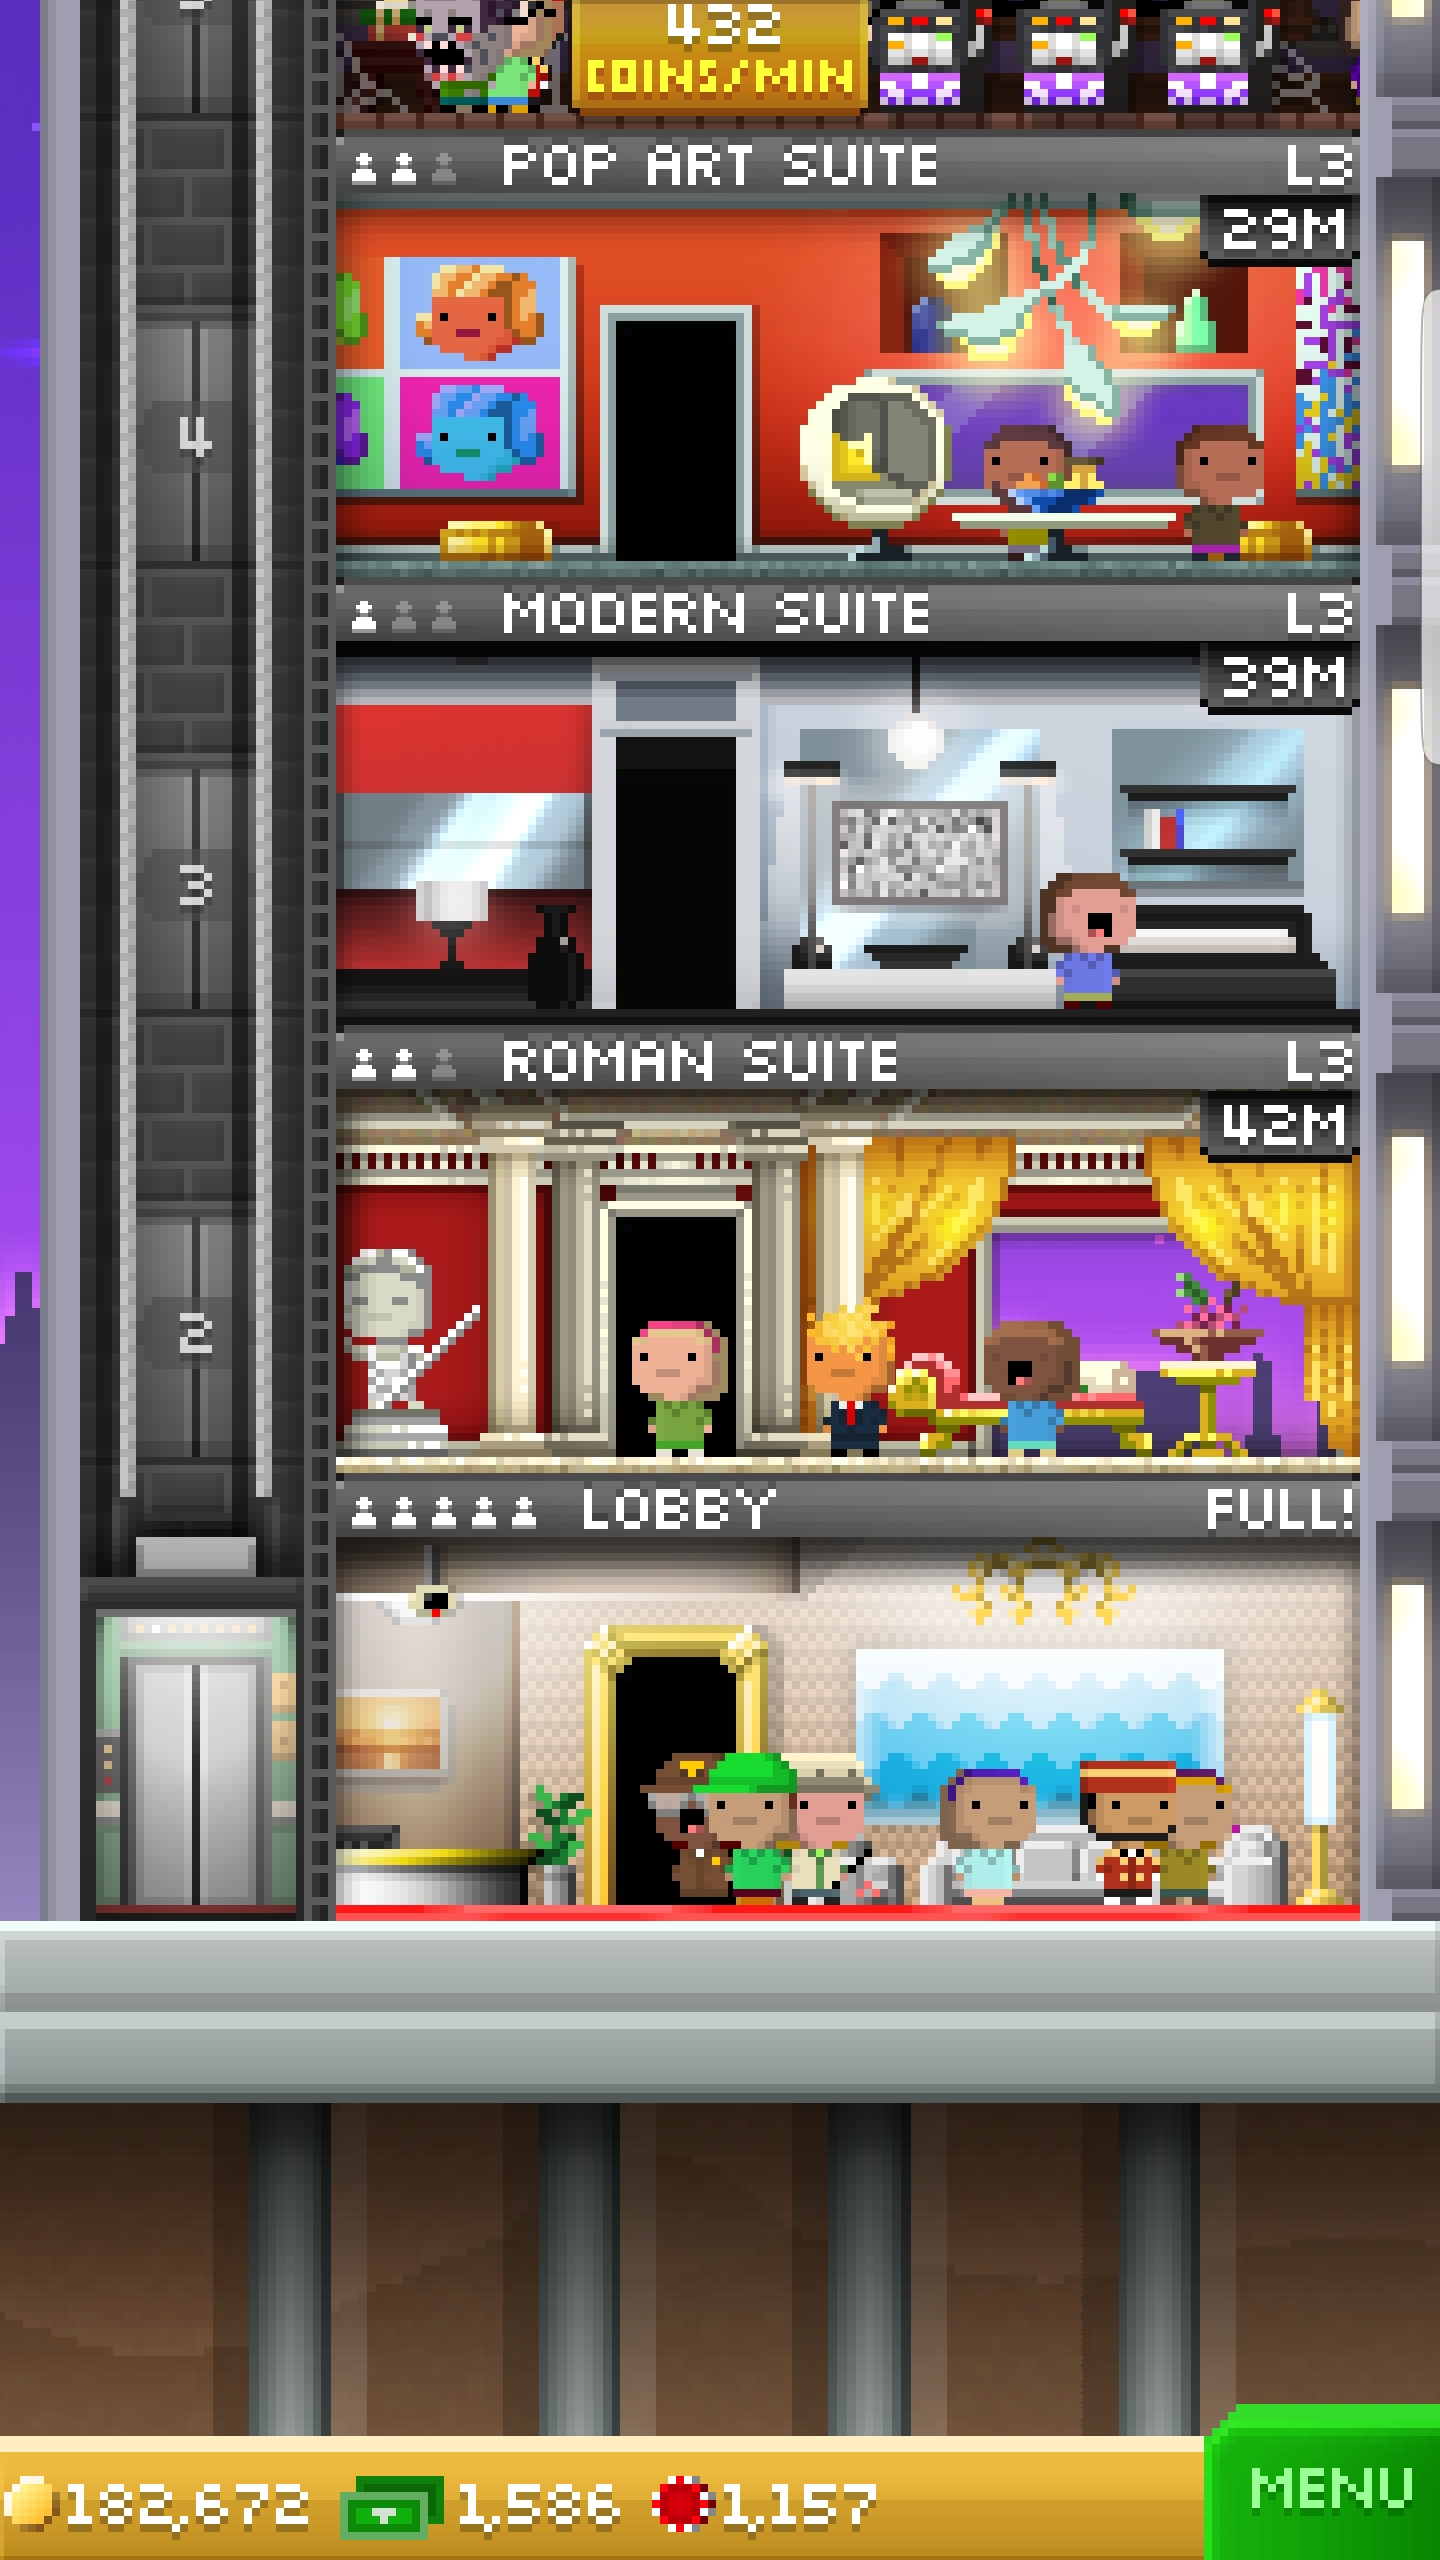 432
COINS/MIN
POP ART SUITE L3
29M
4
MODERN SUITE L3
39M
3
ROMAN SUITE L3
42M
2
LOBBY FULL!
182,672 1,586 1,157
MENU